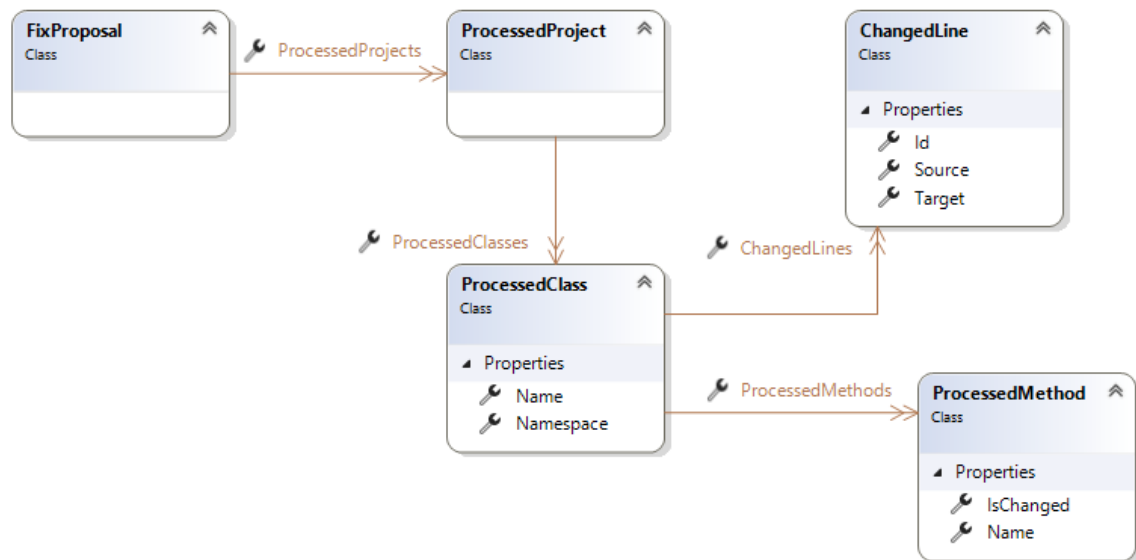 FixProposal
Class
ProcessedProjects
ProcessedProject
Class
ChangedLine
Class
Properties
Id
Source
Target
ProcessedClasses
ChangedLines
ProcessedClass
Class
Properties
Name
Namespace
ProcessedMethods
ProcessedMethod
Class
Properties
IsChanged
Name